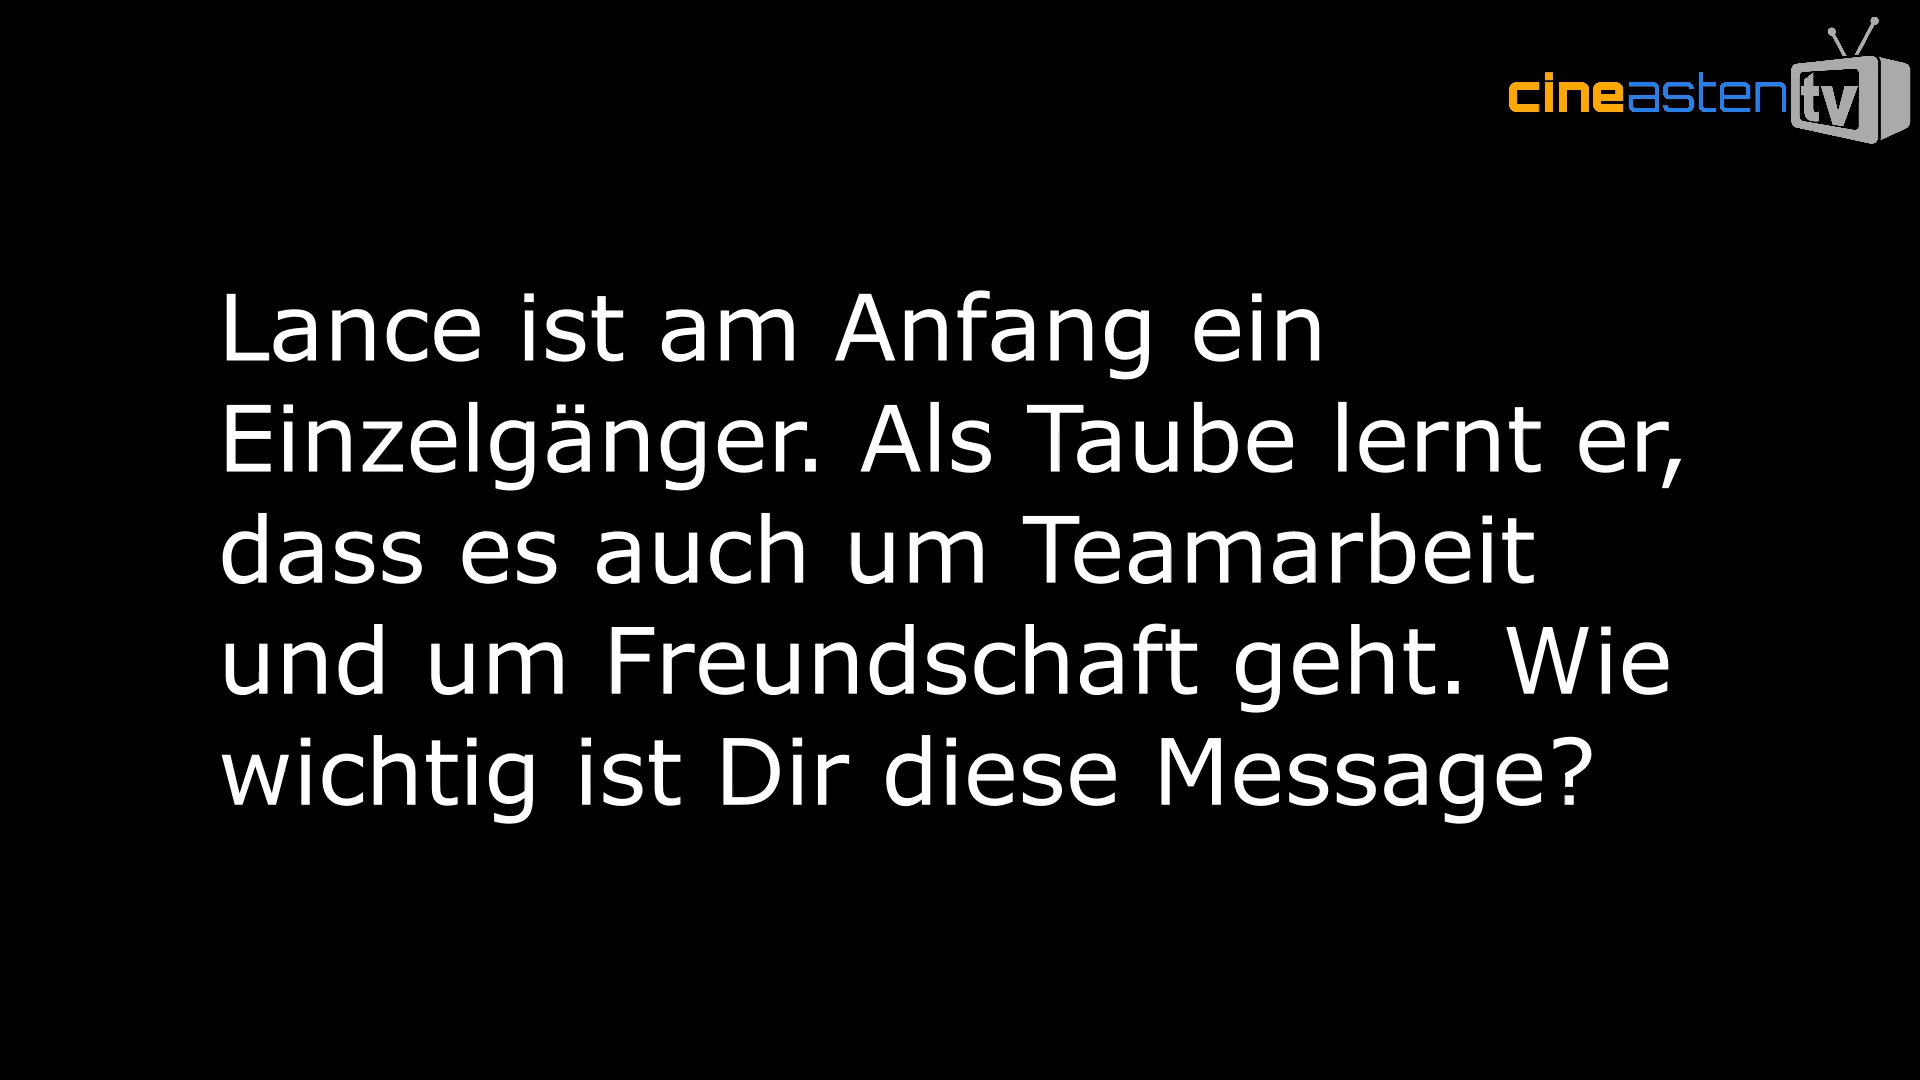 cineastentv
Lance ist am Anfang ein
Einzelgänger. Als Taube lernt er,
dass es auch um Teamarbeit
und um Freundschaft geht. Wie
wichtig ist Dir diese Message?